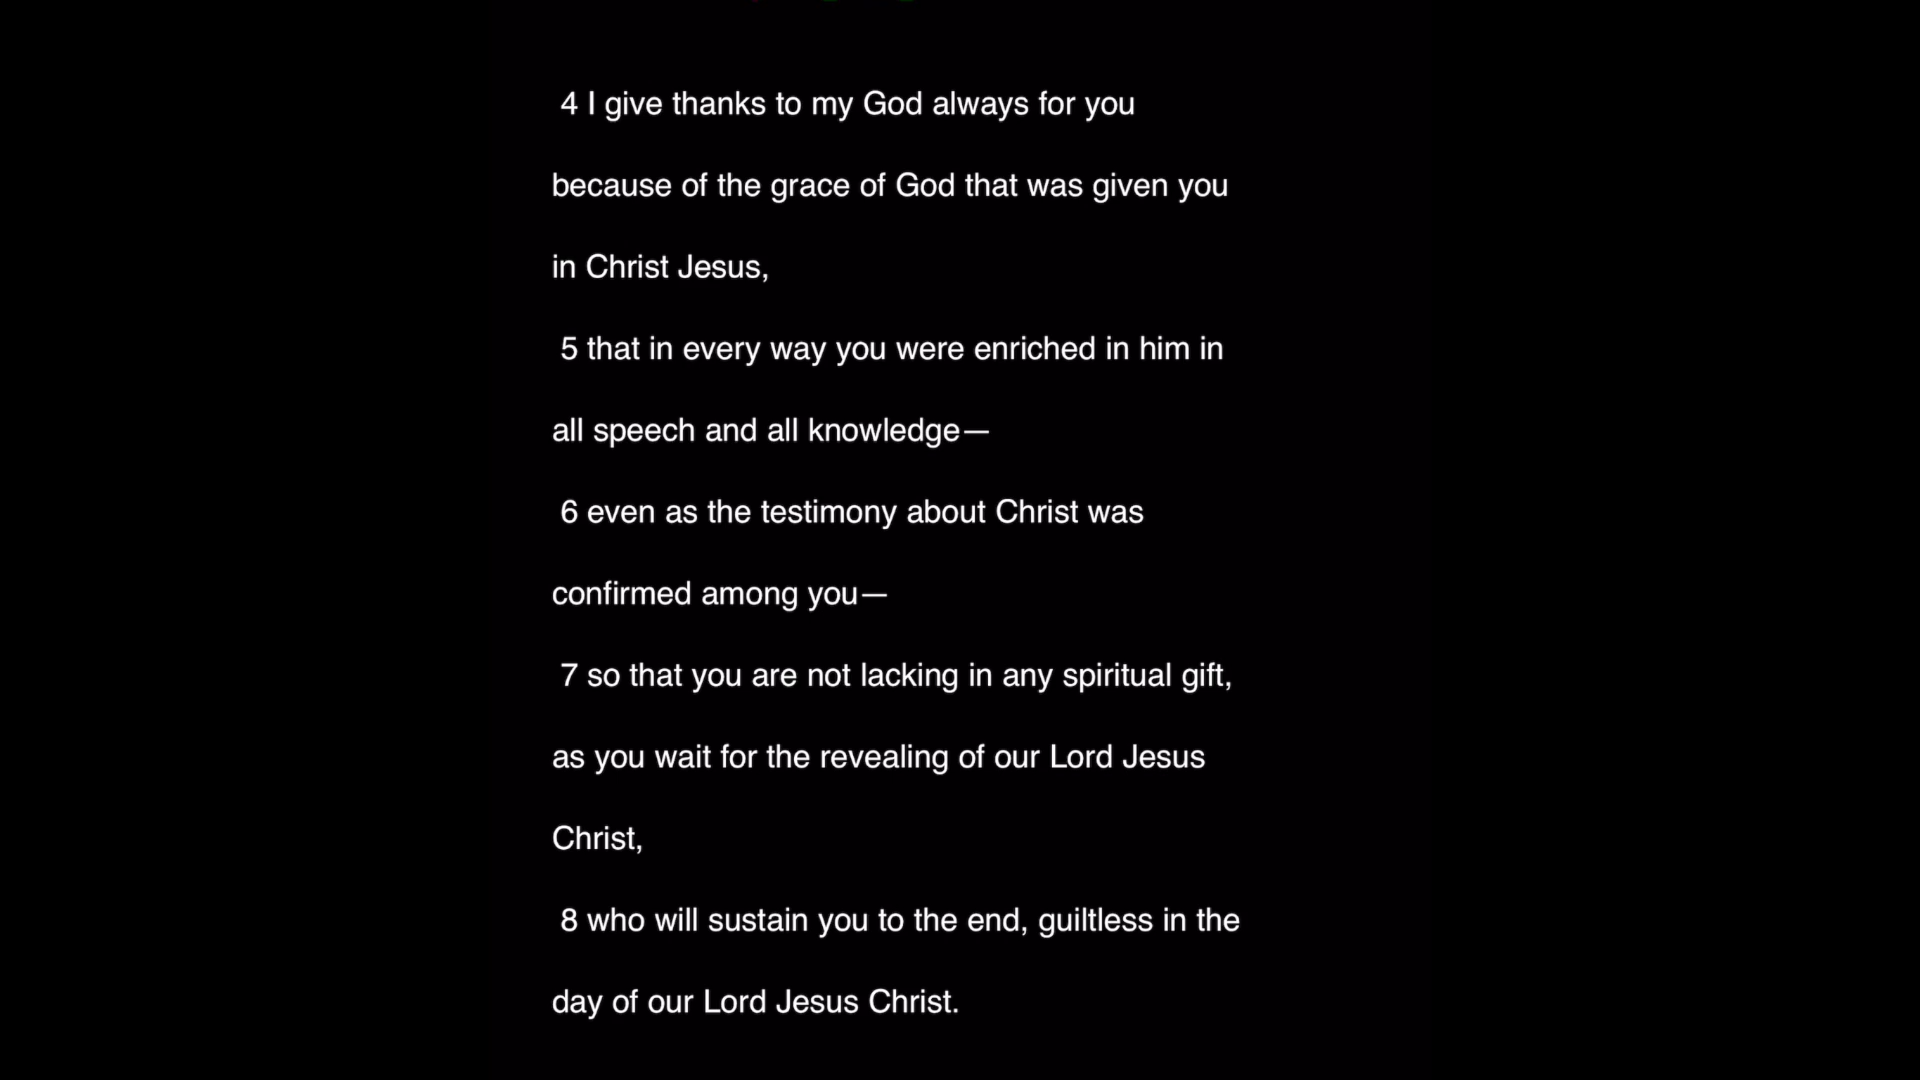 4 I give thanks to my God always for you
because of the grace of God that was given you
in Christ Jesus,
5 that in every way you were enriched in him in
all speech and all knowledge—
6 even as the testimony about Christ was
confirmed among you—
7 so that you are not lacking in any spiritual gift,
as you wait for the revealing of our Lord Jesus
Christ,
8 who will sustain you to the end, guiltless in the
day of our Lord Jesus Christ.